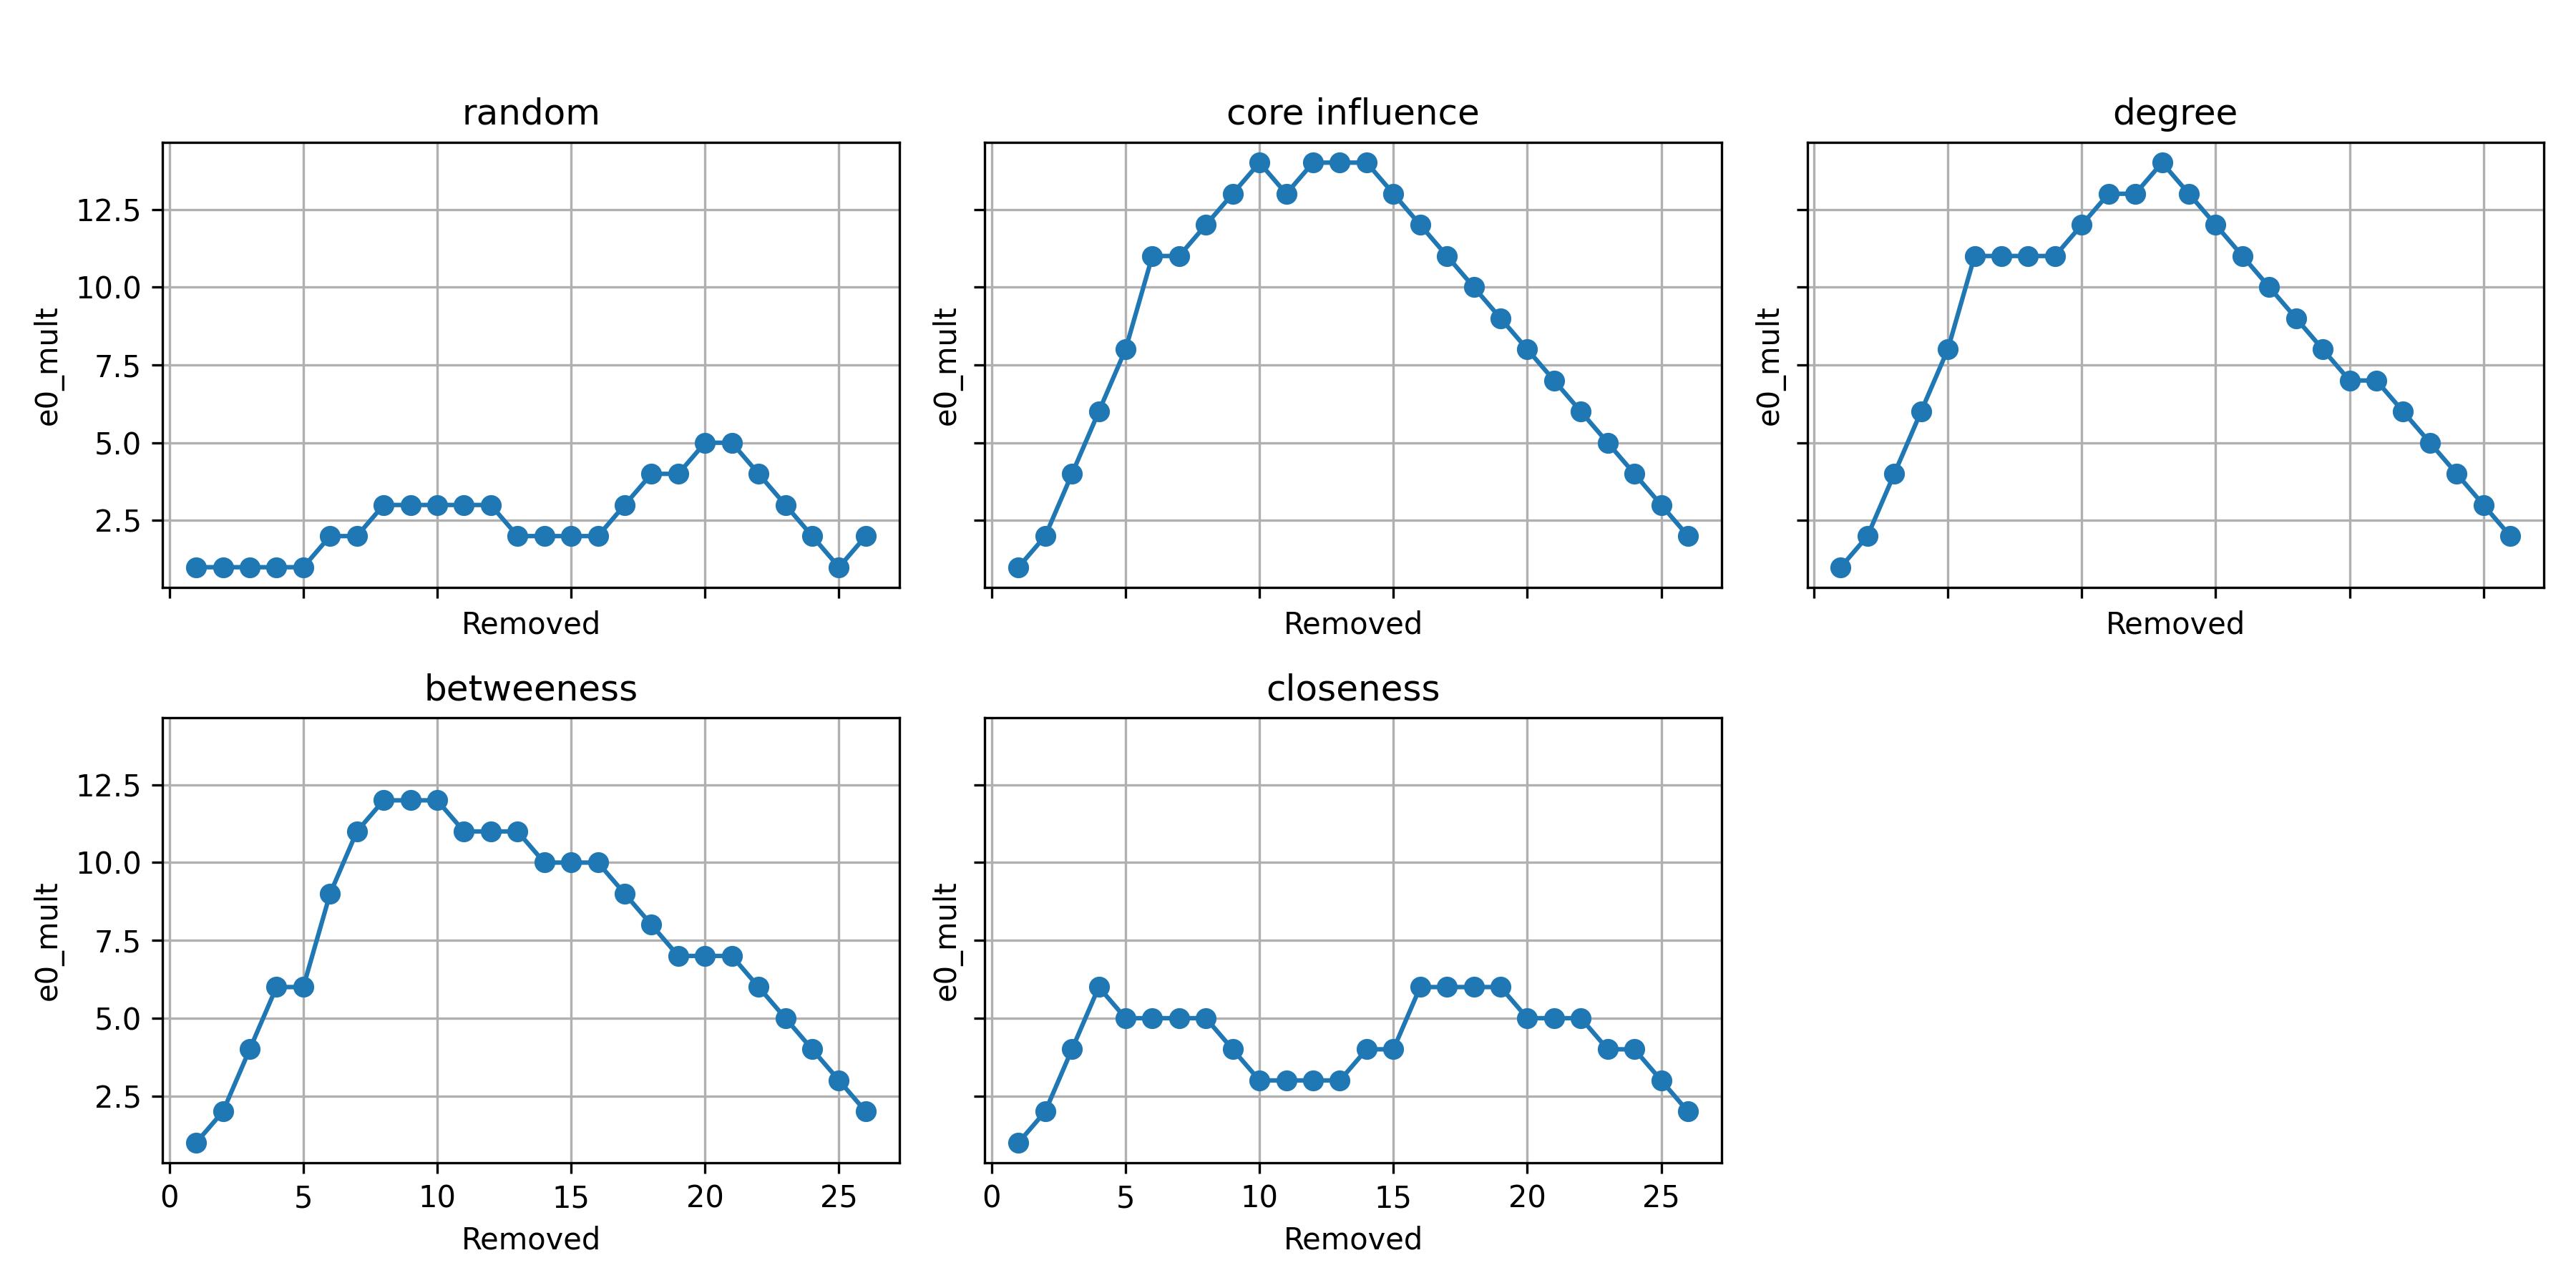 random
core influence
degree
12.5
10.0
7.5
5.0
2.5
e0_mult
e0_mult
e0_mult
Removed
Removed
Removed
betweeness
closeness
12.5
10.0
7.5
5.0
2.5
e0_mult
e0_mult
0 5 10 15 20 25
0 5 10 15 20 25
Removed
Removed